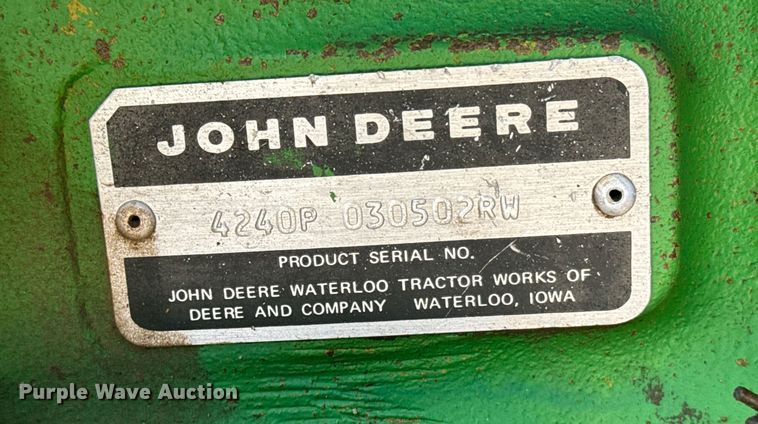 JOHN DEERE
4240P 030502RW
PRODUCT SERIAL NO.
JOHN DEERE WATERLOO TRACTOR WORKS OF
DEERE AND COMPANY WATERLOO, IOWA
Purple Wave Auction